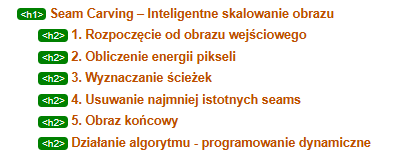 <h1> Seam Carving – Inteligentne skalowanie obrazu
<h2> 1. Rozpoczęcie od obrazu wejściowego
<h2> 2. Obliczenie energii pikseli
<h2> 3. Wyznaczanie ścieżek
<h2> 4. Usuwanie najmniej istotnych seams
<h2> 5. Obraz końcowy
<h2> Działanie algorytmu - programowanie dynamiczne